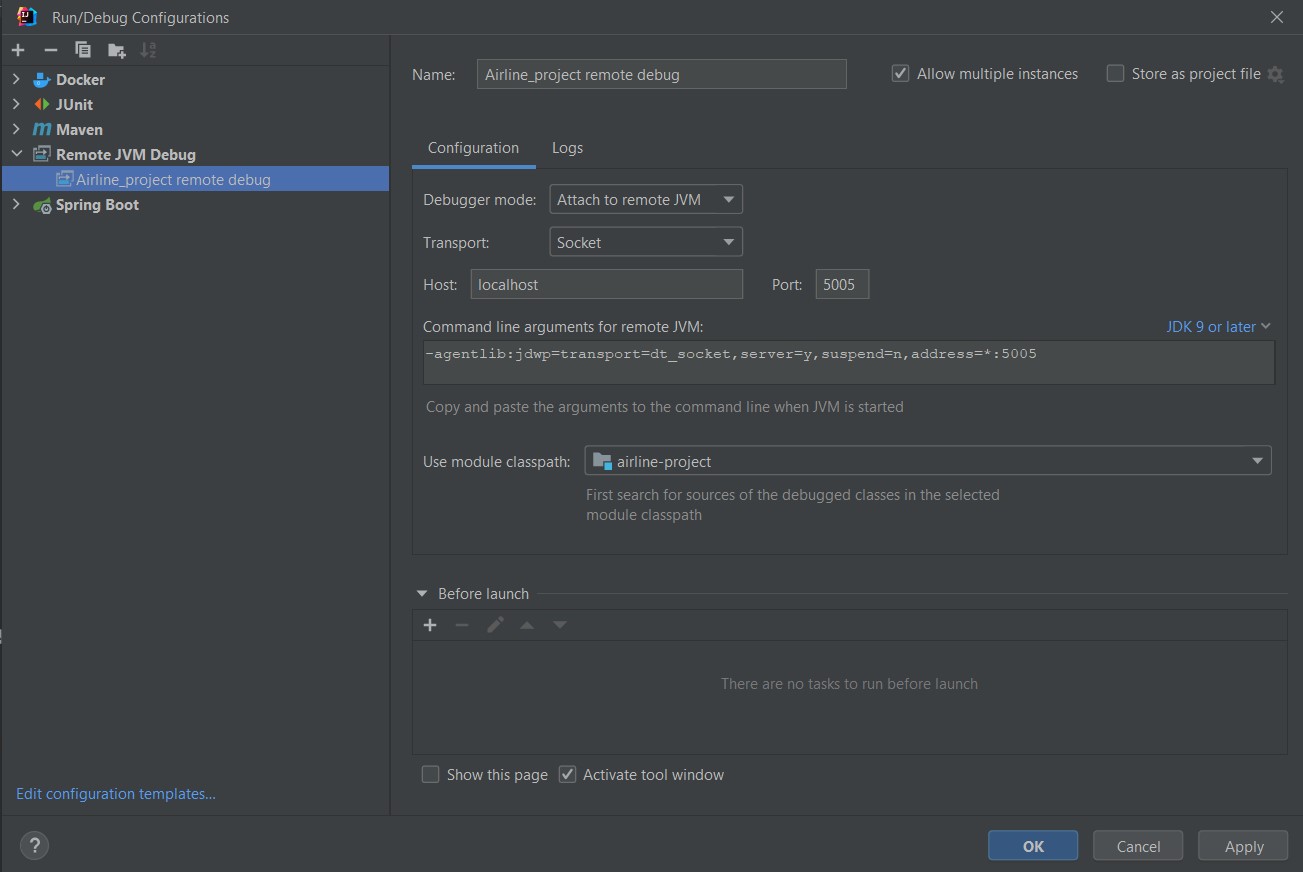 Run/Debug Configurations
Docker
JUnit
Maven
Remote JVM Debug
Airline_project remote debug
Spring Boot
Edit configuration templates...
Name: Airline_project remote debug Allow multiple instances Store as project file
Configuration Logs
Debugger mode: Attach to remote JVM
Transport: Socket
Host: localhost Port: 5005
Command line arguments for remote JVM: JDK 9 or later
-agentlib:jdwp=transport=dt_socket,server=y,suspend=n,address=*:5005
Copy and paste the arguments to the command line when JVM is started
Use module classpath: airline-project
First search for sources of the debugged classes in the selected
module classpath
Before launch
There are no tasks to run before launch
Show this page Activate tool window
? OK Cancel Apply